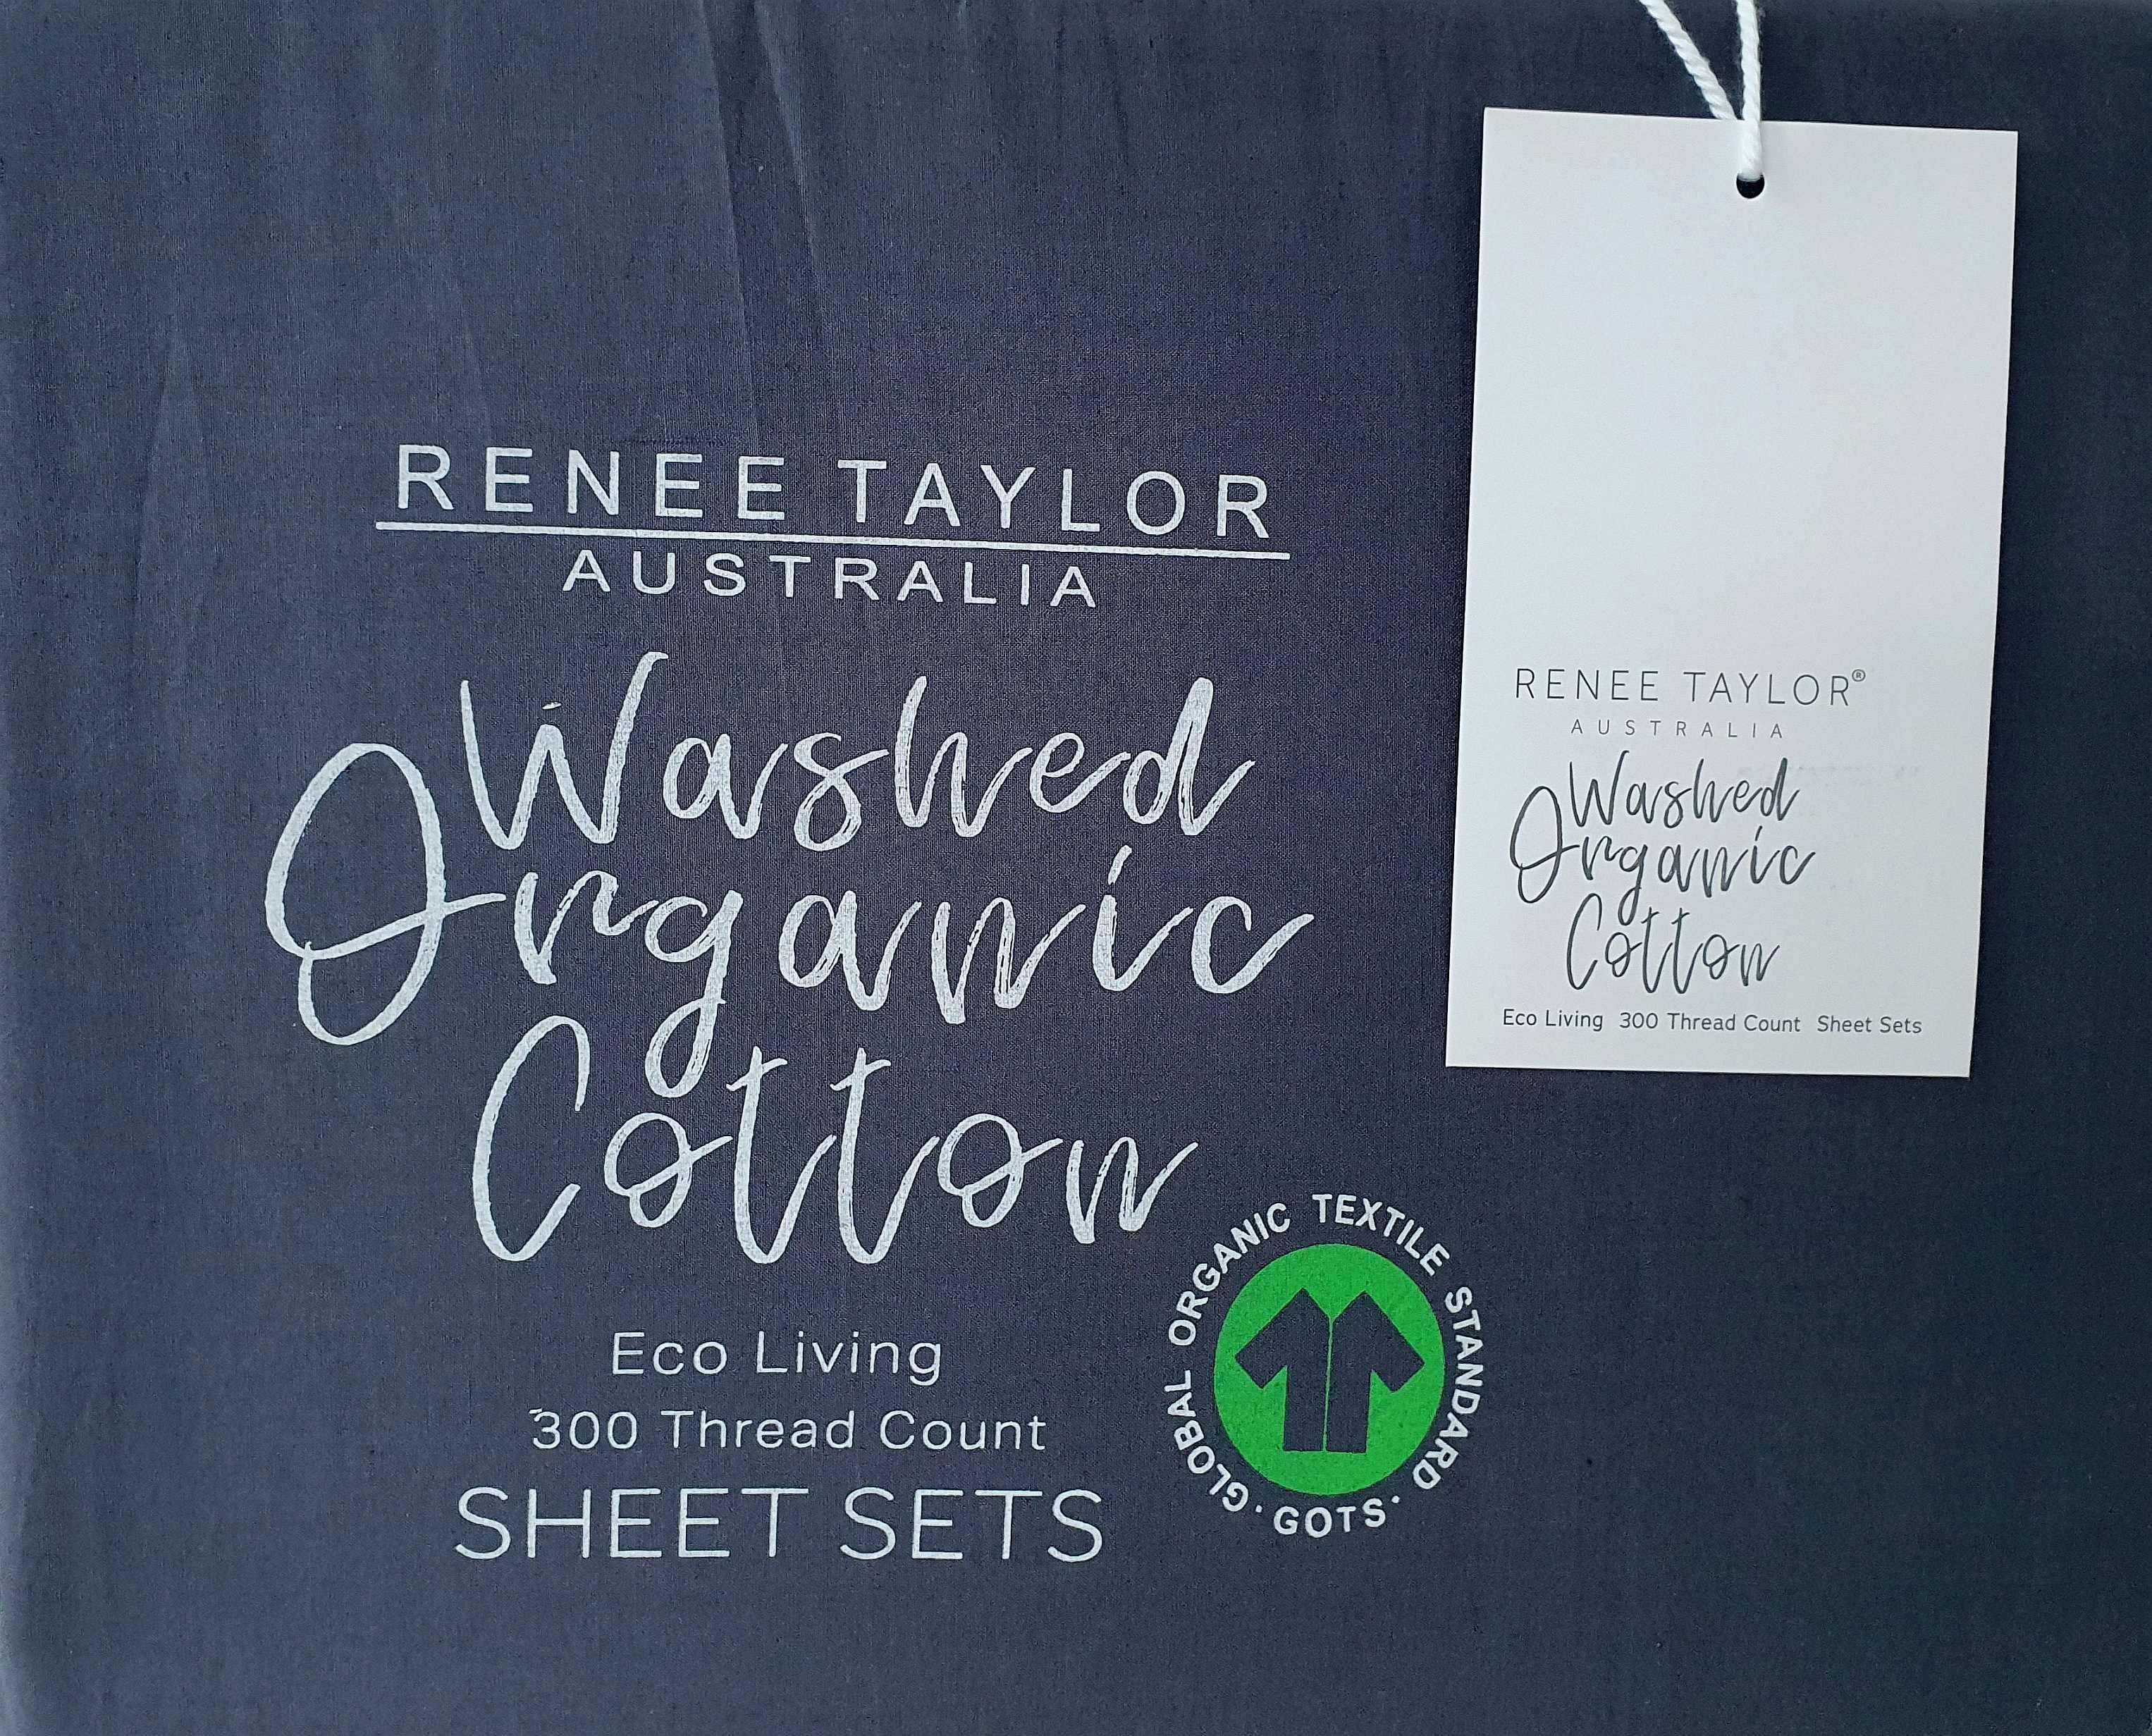 RENEE TAYLOR
AUSTRALIA
Washed
Organic
Cotton
Eco Living
300 Thread Count
SHEET SETS
GLOBAL ORGANIC TEXTILE STANDARD · GOTS ·
RENEE TAYLOR®
AUSTRALIA
Washed
Organic
Cotton
Eco Living 300 Thread Count Sheet Sets